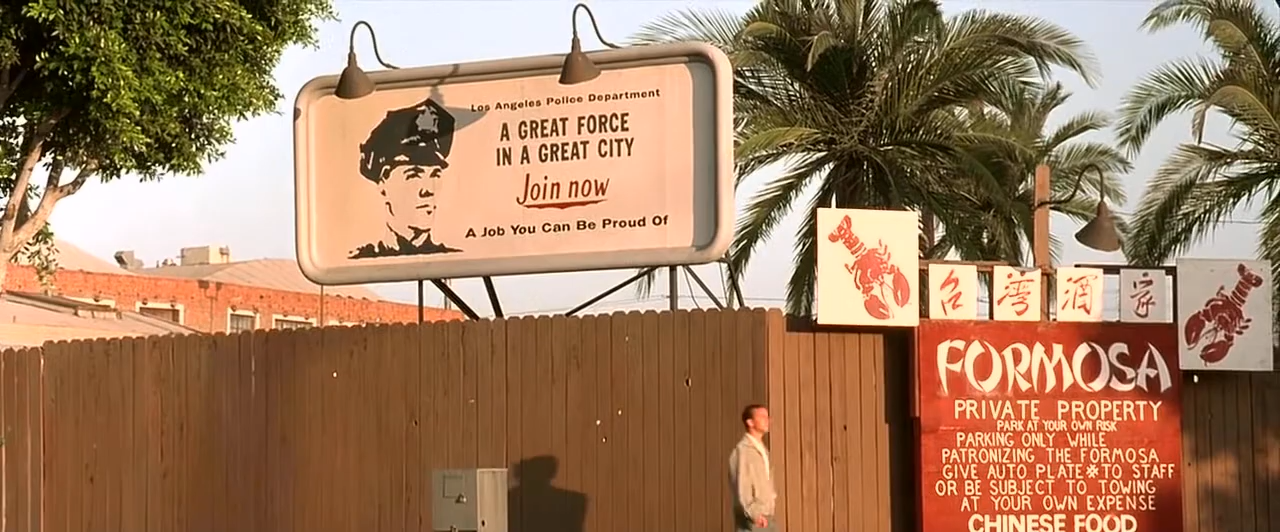 Los Angeles Police Department
A GREAT FORCE
IN A GREAT CITY
Join now
A Job You Can Be Proud Of
台灣酒家
FORMOSA
PRIVATE PROPERTY
PARK AT YOUR OWN RISK
PARKING ONLY WHILE
PATRONIZING THE FORMOSA
GIVE AUTO PLATE # TO STAFF
OR BE SUBJECT TO TOWING
AT YOUR OWN EXPENSE
CHINESE FOOD